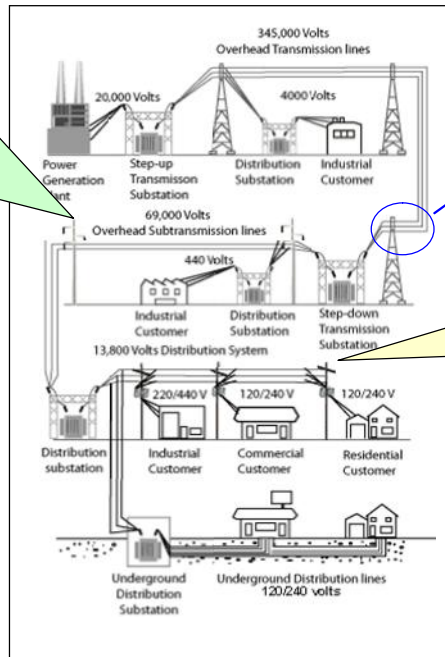 345,000 Volts
Overhead Transmission lines
20,000 Volts
4000 Volts
Power
Generation
Plant
Step-up
Transmisson
Substation
Distribution
Substation
Industrial
Customer
69,000 Volts
Overhead Subtransmission lines
440 Volts
Industrial
Customer
Distribution
Substation
Step-down
Transmission
Substation
13,800 Volts Distribution System
220/440 V
120/240 V
120/240 V
Distribution
substation
Industrial
Customer
Commercial
Customer
Residential
Customer
Underground
Distribution
Substation
Underground Distribution lines
120/240 volts